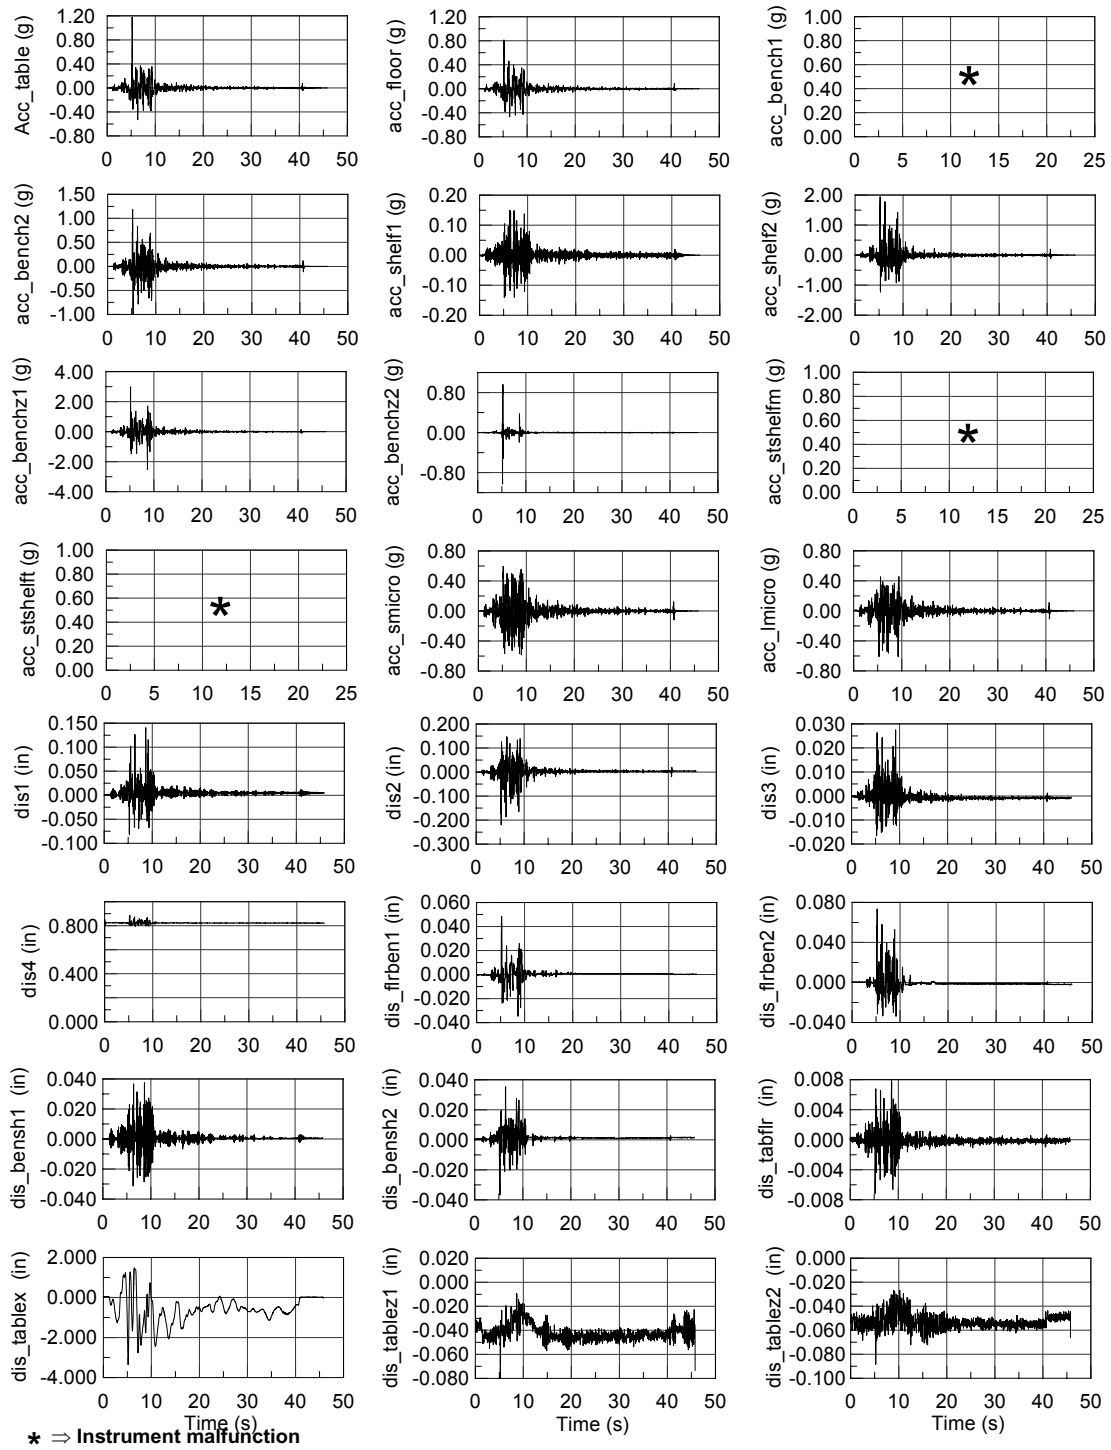 Acc_table (g)
1.20
0.80
0.40
0.00
-0.40
-0.80
0 10 20 30 40 50
acc_floor (g)
1.20
0.80
0.40
0.00
-0.40
-0.80
0 10 20 30 40 50
acc_bench1 (g)
1.00
0.80
0.60
0.40
0.20
0.00
*
0 5 10 15 20 25
acc_bench2 (g)
1.50
1.00
0.50
0.00
-0.50
-1.00
0 10 20 30 40 50
acc_shelf1 (g)
0.20
0.10
0.00
-0.10
-0.20
0 10 20 30 40 50
acc_shelf2 (g)
2.00
1.00
0.00
-1.00
-2.00
0 10 20 30 40 50
acc_benchz1 (g)
4.00
2.00
0.00
-2.00
-4.00
0 10 20 30 40 50
acc_benchz2 (g)
0.80
0.00
-0.80
0 10 20 30 40 50
acc_stshelfm (g)
1.00
0.80
0.60
0.40
0.20
0.00
*
0 5 10 15 20 25
acc_stshelft (g)
1.00
0.80
0.60
0.40
0.20
0.00
*
0 5 10 15 20 25
acc_smicro (g)
0.80
0.40
0.00
-0.40
-0.80
0 10 20 30 40 50
acc_lmicro (g)
0.80
0.40
0.00
-0.40
-0.80
0 10 20 30 40 50
dis1 (in)
0.150
0.100
0.050
0.000
-0.050
-0.100
0 10 20 30 40 50
dis2 (in)
0.200
0.100
0.000
-0.100
-0.200
-0.300
0 10 20 30 40 50
dis3 (in)
0.030
0.020
0.010
0.000
-0.010
-0.020
0 10 20 30 40 50
dis4 (in)
0.800
0.400
0.000
0 10 20 30 40 50
dis_flrben1 (in)
0.060
0.040
0.020
0.000
-0.020
-0.040
0 10 20 30 40 50
dis_flrben2 (in)
0.080
0.040
0.000
-0.040
0 10 20 30 40 50
dis_bensh1 (in)
0.040
0.020
0.000
-0.020
-0.040
0 10 20 30 40 50
dis_bensh2 (in)
0.040
0.020
0.000
-0.020
-0.040
0 10 20 30 40 50
dis_tabflr (in)
0.008
0.004
0.000
-0.004
-0.008
0 10 20 30 40 50
dis_tablex (in)
2.000
0.000
-2.000
-4.000
0 10 20 30 40 50
Time (s)
dis_tablez1 (in)
0.020
0.000
-0.020
-0.040
-0.060
-0.080
0 10 20 30 40 50
Time (s)
dis_tablez2 (in)
0.000
-0.020
-0.040
-0.060
-0.080
-0.100
0 10 20 30 40 50
Time (s)
* ⇒ Instrument malfunction